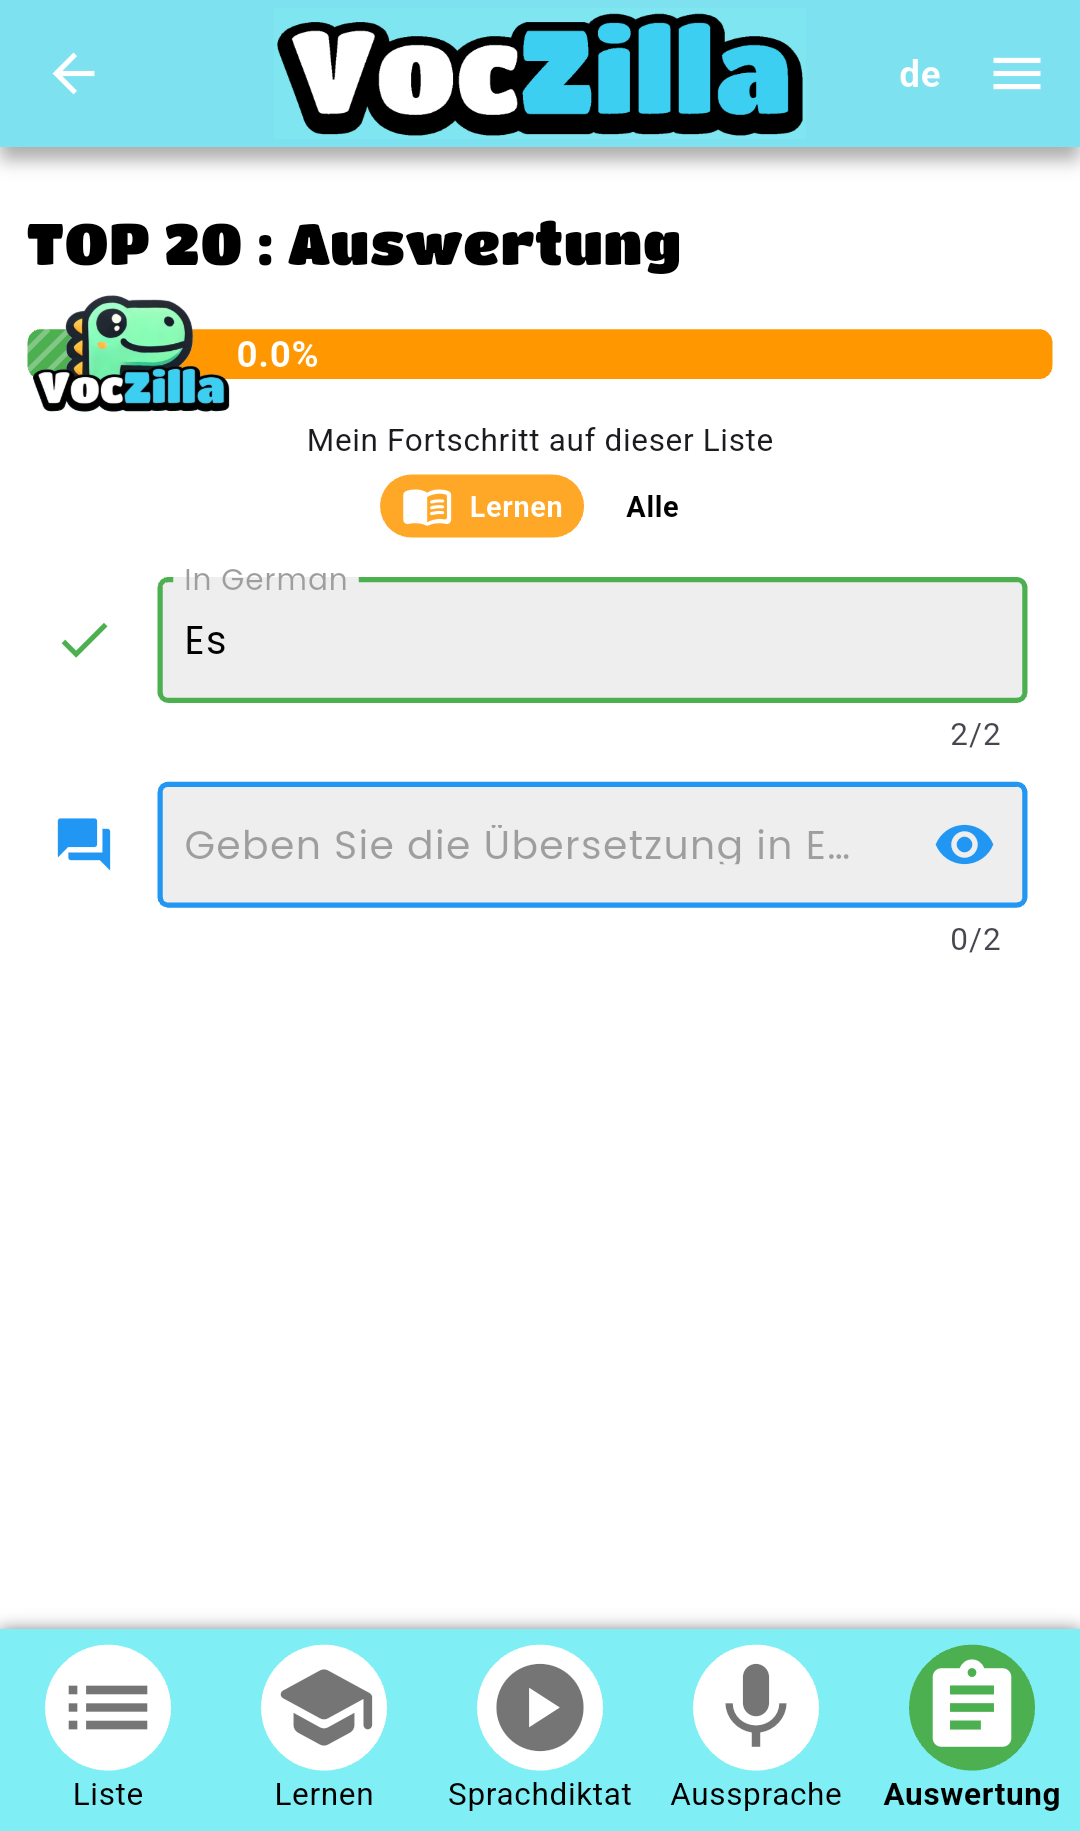 VocZilla
de
TOP 20 : Auswertung
0.0%
VocZilla
Mein Fortschritt auf dieser Liste
Lernen
Alle
In German
Es
2/2
Geben Sie die Übersetzung in E...
0/2
Liste
Lernen
Sprachdiktat
Aussprache
Auswertung